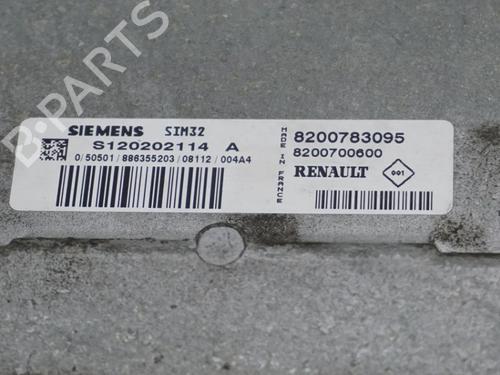 B-PARTS
SIEMENS SIM32
S120202114 A
0/50501/886355203/08112/004A4
MADE IN FRANCE
8200783095
8200700600
RENAULT 001